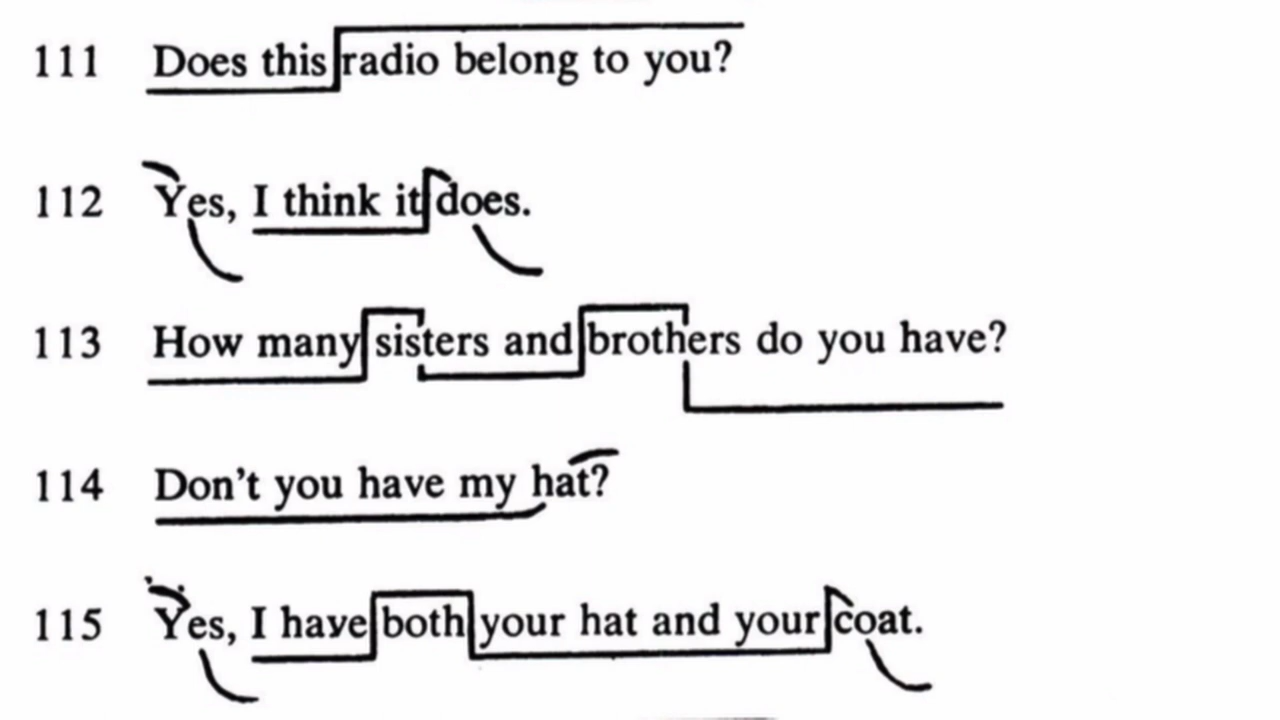 111 Does this radio belong to you?
112 Yes, I think it does.
113 How many sisters and brothers do you have?
114 Don't you have my hat?
115 Yes, I have both your hat and your coat.